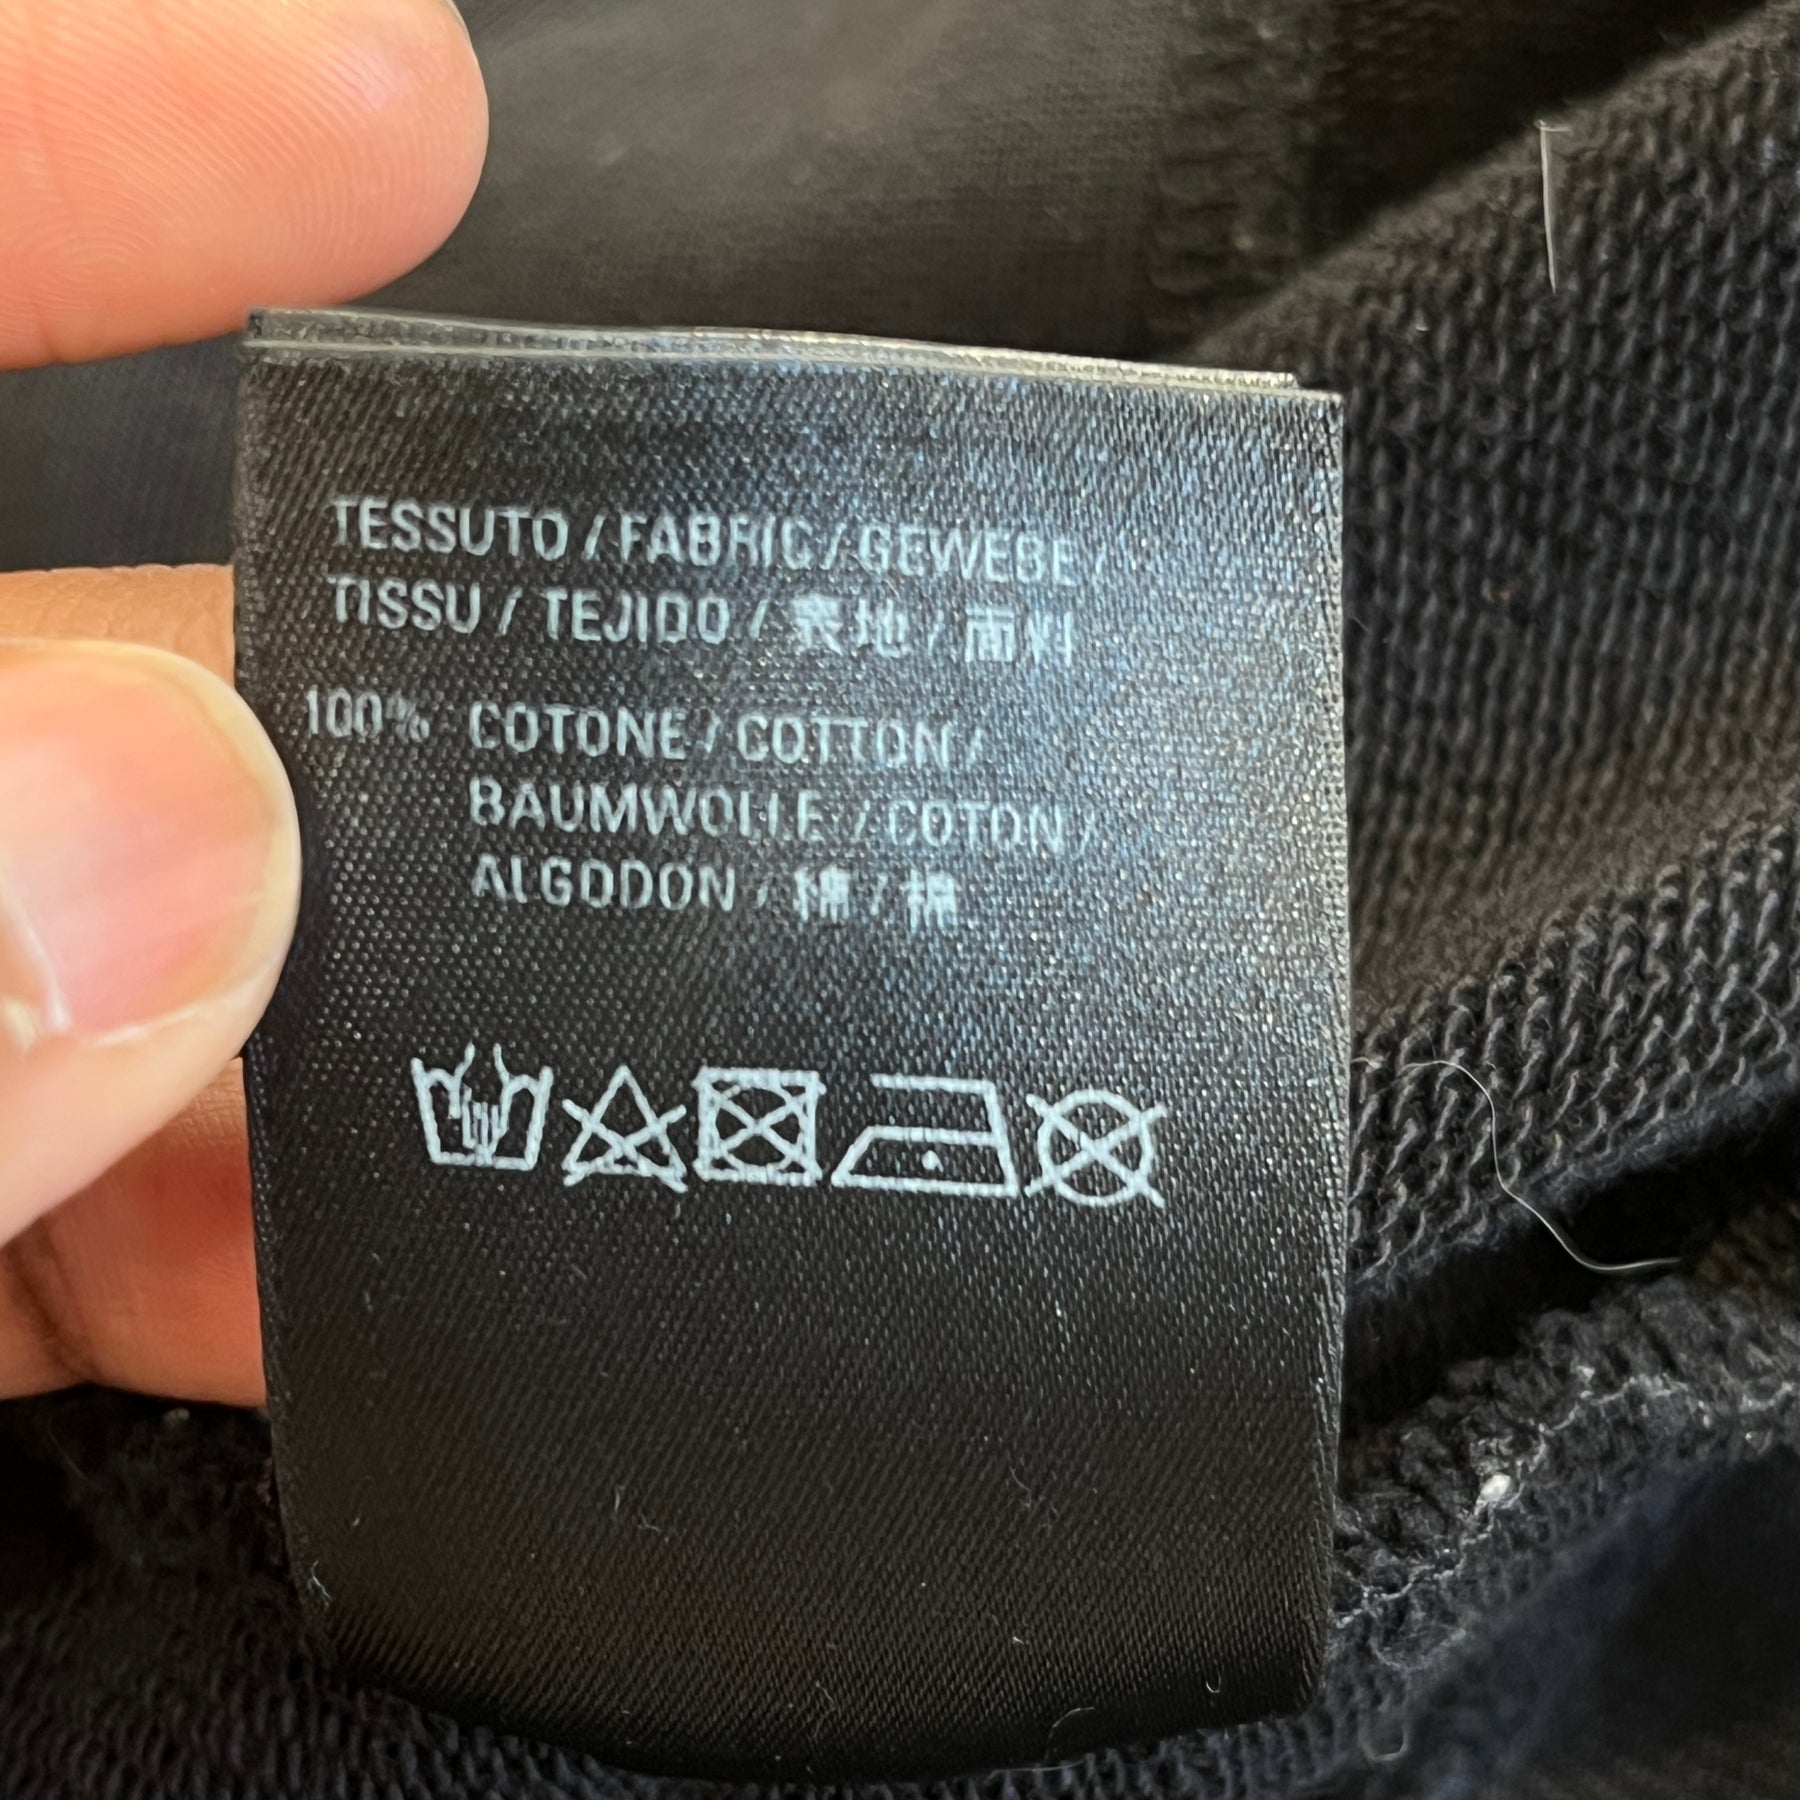 TESSUTO / FABRIC / GEWEBE /
TISSU / TEJIDO / 表地 / 面料
100% COTONE / COTTON /
BAUMWOLLE / COTON /
ALGODON / 綿 / 棉